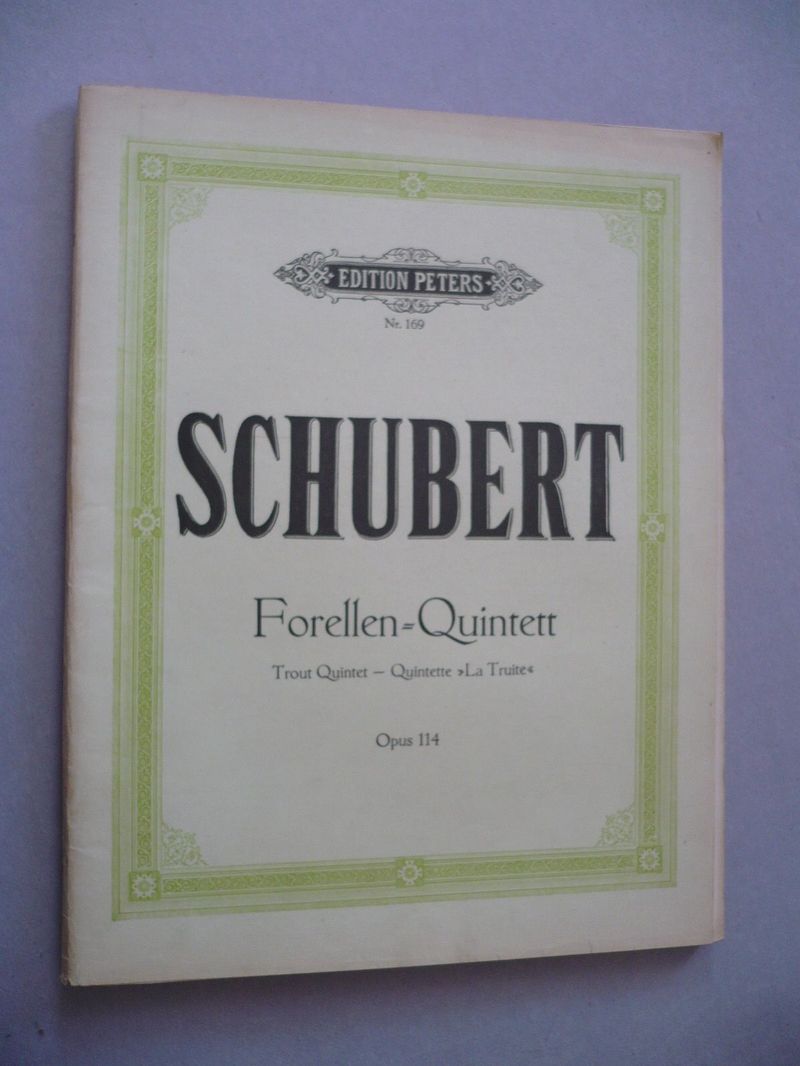 EDITION PETERS
Nr. 169
SCHUBERT
Forellen=Quintett
Trout Quintet — Quintette »La Truite«
Opus 114